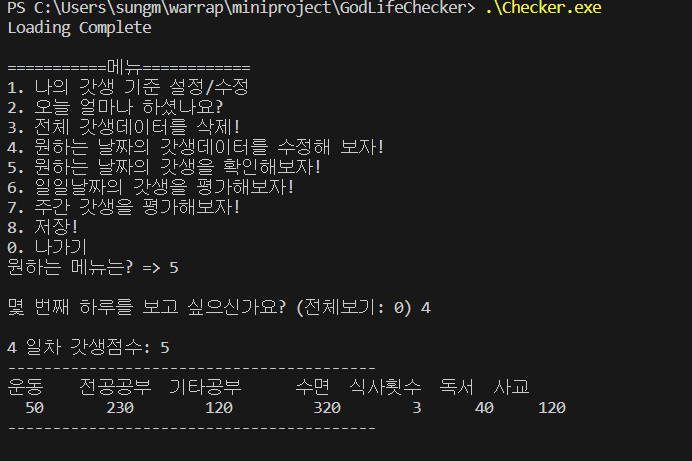 PS C:\Users\sungm\warrap\miniproject\GodLifeChecker> .\Checker.exe
Loading Complete
===========메뉴============
1. 나의 갓생 기준 설정/수정
2. 오늘 얼마나 하셨나요?
3. 전체 갓생데이터를 삭제!
4. 원하는 날짜의 갓생데이터를 수정해 보자!
5. 원하는 날짜의 갓생을 확인해보자!
6. 일일날짜의 갓생을 평가해보자!
7. 주간 갓생을 평가해보자!
8. 저장!
0. 나가기
원하는 메뉴는? => 5
몇 번째 하루를 보고 싶으신가요? (전체보기: 0) 4
4 일차 갓생점수: 5
-----------------------------------------
운동 전공공부 기타공부 수면 식사횟수 독서 사교
50 230 120 320 3 40 120
-----------------------------------------